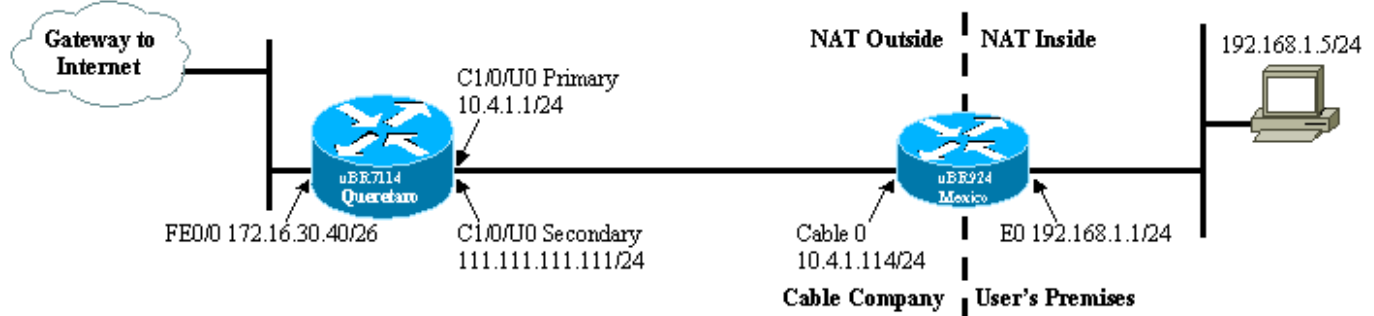 Gateway to
Internet
NAT Outside
NAT Inside
192.168.1.5/24
C1/0/U0 Primary
10.4.1.1/24
uBR7114
Queretaro
uBR924
Mexico
FE0/0 172.16.30.40/26
C1/0/U0 Secondary
111.111.111.111/24
Cable 0
10.4.1.114/24
E0 192.168.1.1/24
Cable Company
User's Premises